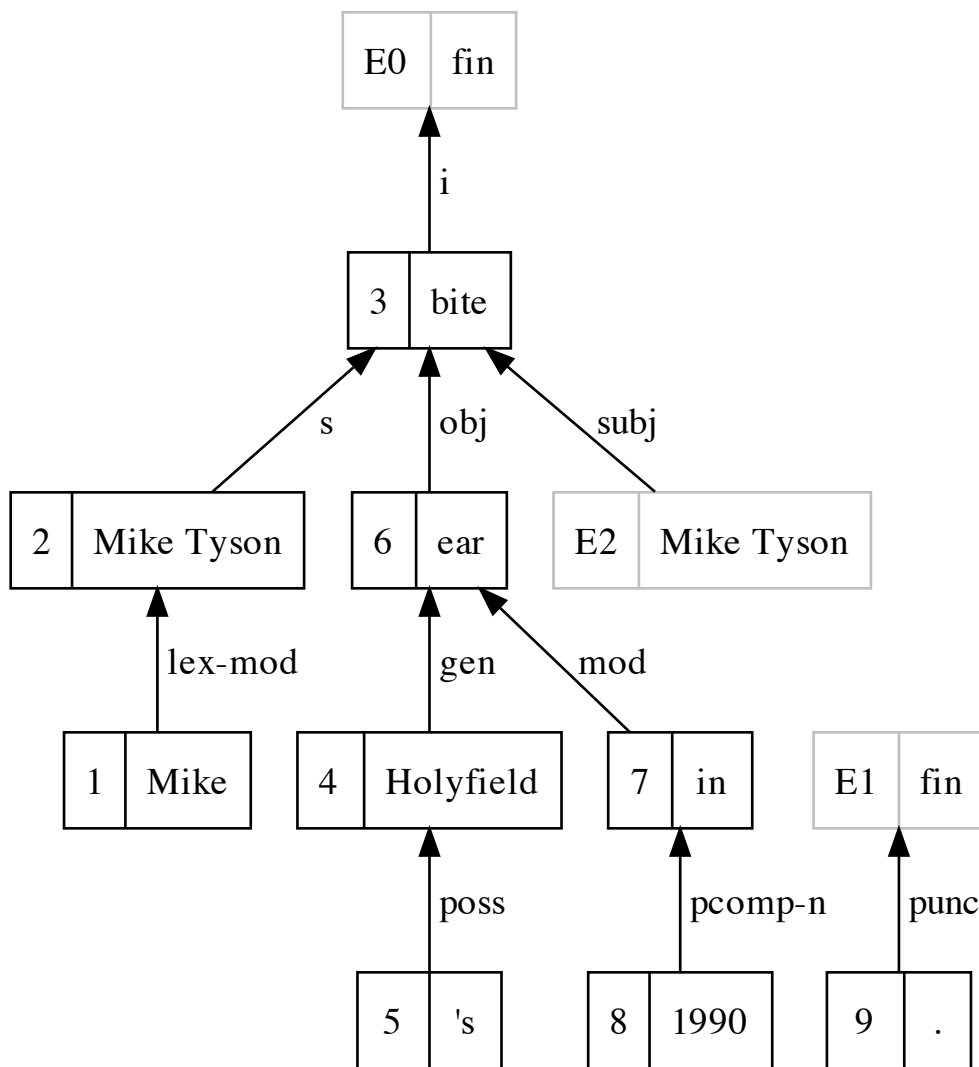 E0 fin
i
3 bite
s obj subj
2 Mike Tyson 6 ear E2 Mike Tyson
lex-mod gen mod
1 Mike 4 Holyfield 7 in E1 fin
poss pcomp-n punc
5 's 8 1990 9 .